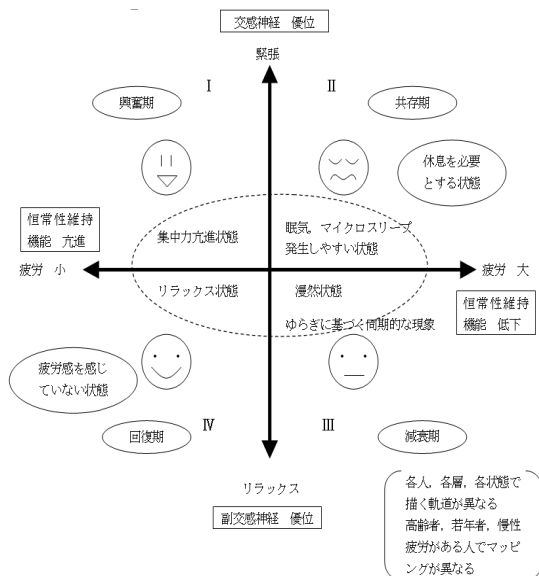 交感神経 優位
緊張
Ⅰ
Ⅱ
興奮期
共存期
休息を必要
とする状態
恒常性維持
機能 亢進
集中力亢進状態
眠気。マイクロスリープ
発生しやすい状態
疲労 小
疲労 大
リラックス状態
漫然状態
恒常性維持
機能 低下
ゆらぎに基づく同期的な現象
疲労感を感じ
ていない状態
回復期
Ⅳ
Ⅲ
減衰期
リラックス
副交感神経 優位
各人，各層，各状態で
描く軌道が異なる
高齢者，若年者，慢性
疲労がある人でマッピ
ングが異なる